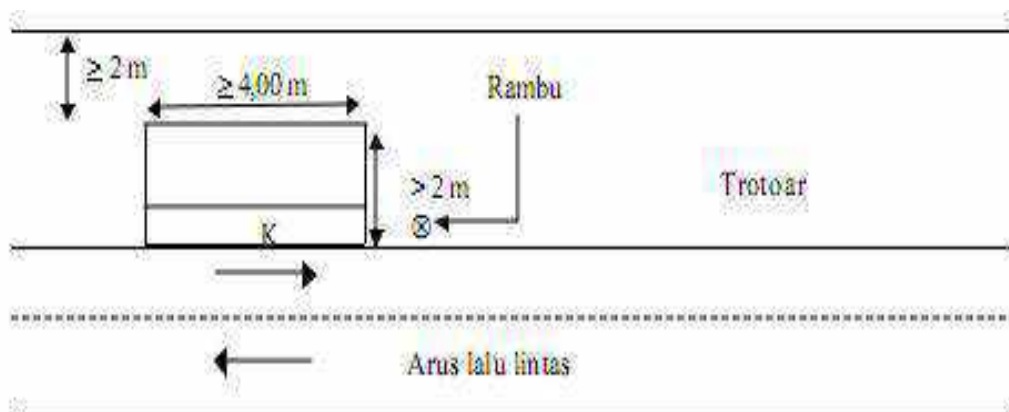 ≥ 2 m
≥ 4,00 m
Rambu
> 2 m
Trotoar
K
Arus lalu lintas